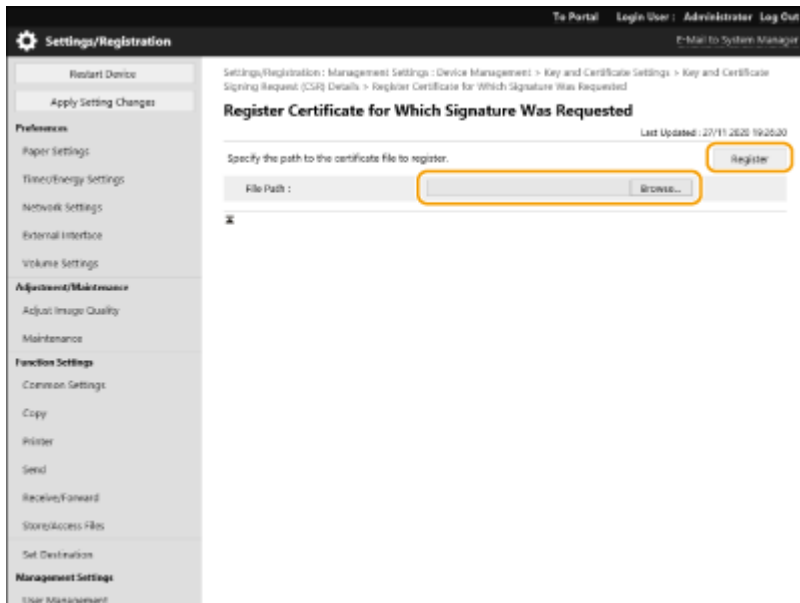 To Portal Login User : Administrator Log Out
Settings/Registration
E-Mail to System Manager
Restart Device
Apply Setting Changes
Preferences
Paper Settings
Timer/Energy Settings
Network Settings
External Interface
Volume Settings
Adjustment/Maintenance
Adjust Image Quality
Maintenance
Function Settings
Common Settings
Copy
Printer
Send
Receive/Forward
Store/Access Files
Set Destination
Management Settings
User Management
Settings/Registration : Management Settings : Device Management > Key and Certificate Settings > Key and Certificate
Signing Request (CSR) Details > Register Certificate for Which Signature Was Requested
Register Certificate for Which Signature Was Requested
Last Updated : 27/11 2020 19:26:20
Specify the path to the certificate file to register.
Register
File Path :
Browse...